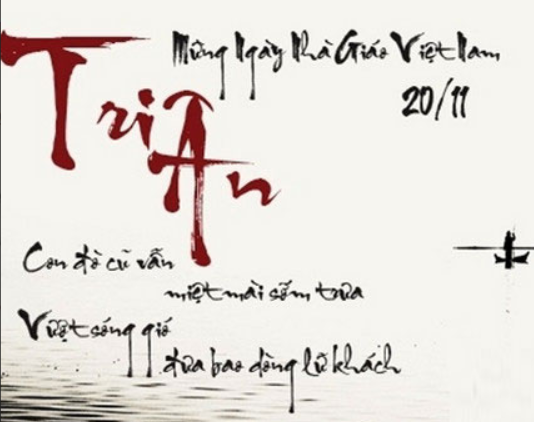 Tri Ân
Mừng Ngày Nhà Giáo Việt Nam
20/11
Con đò cũ vẫn
miệt mài sớm trưa
Vượt sóng gió
đưa bao dòng lữ khách